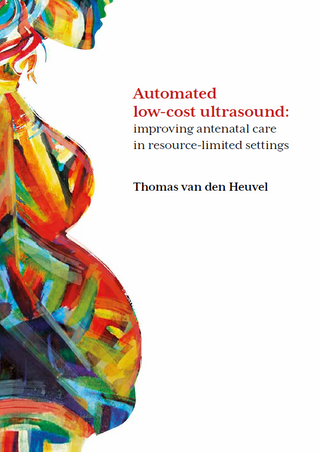 Automated
low-cost ultrasound:
improving antenatal care
in resource-limited settings
Thomas van den Heuvel